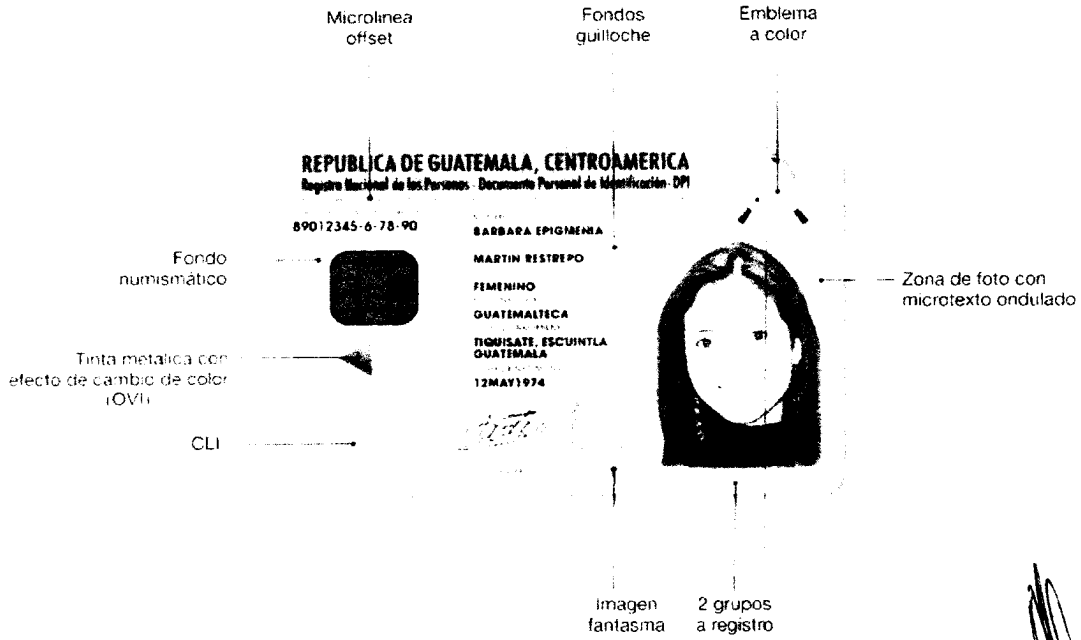 Microlinea
offset
Fondos
guilloche
Emblema
a color
REPUBLICA DE GUATEMALA, CENTROAMERICA
Registro Nacional de las Personas - Documento Personal de Identificación - DPI
89012345-6-78-90
BARBARA EPIGMENIA
MARTIN RESTREPO
FEMENINO
GUATEMALTECA
TIQUISATE, ESCUINTLA
GUATEMALA
12MAY1974
Fondo
numismático
Zona de foto con
microtexto ondulado
Tinta metalica con
efecto de cambio de color
(OVI)
CLI
Imagen
fantasma
2 grupos
a registro